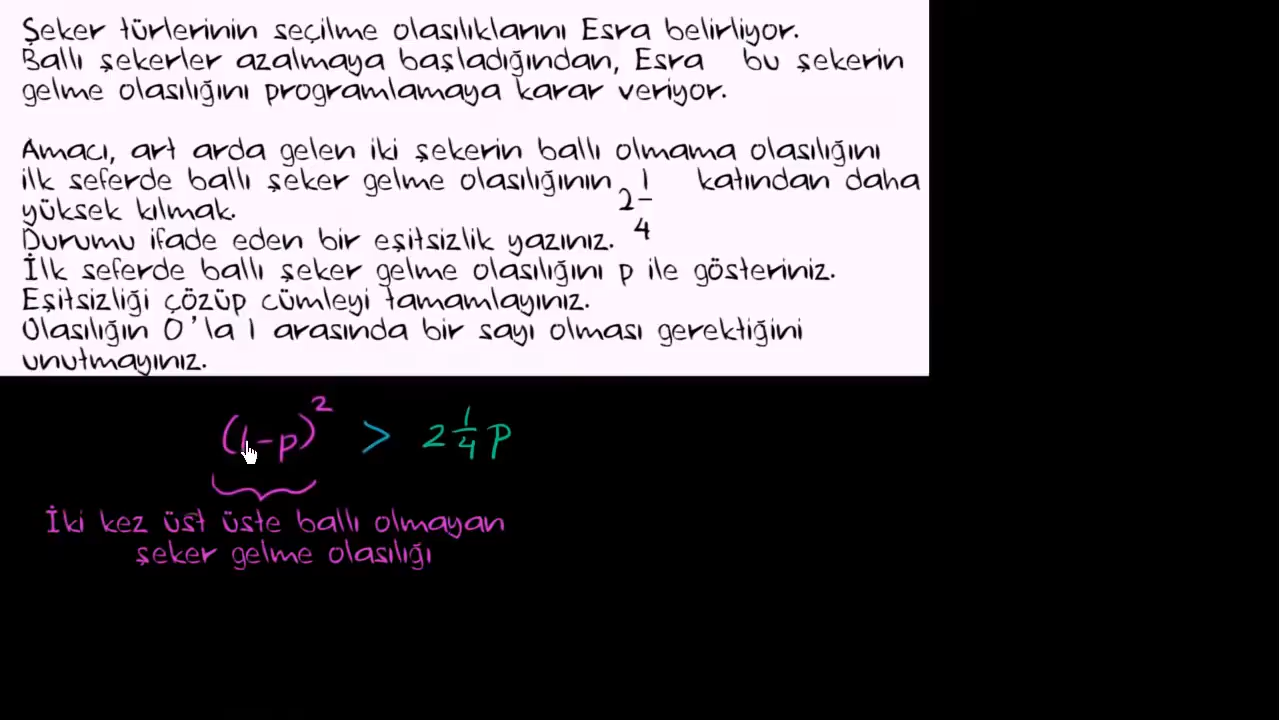 Şeker türlerinin seçilme olasılıklarını Esra belirliyor.
Ballı şekerler azalmaya başladığından, Esra bu şekerin
gelme olasılığını programlamaya karar veriyor.
Amacı, art arda gelen iki şekerin ballı olmama olasılığını
ilk seferde ballı şeker gelme olasılığının 2 1/4 katından daha
yüksek kılmak.
Durumu ifade eden bir eşitsizlik yazınız.
İlk seferde ballı şeker gelme olasılığını p ile gösteriniz.
Eşitsizliği çözüp cümleyi tamamlayınız.
Olasılığın 0'la 1 arasında bir sayı olması gerektiğini
unutmayınız.
(1-p)² > 2 1/4 p
İki kez üst üste ballı olmayan
şeker gelme olasılığı